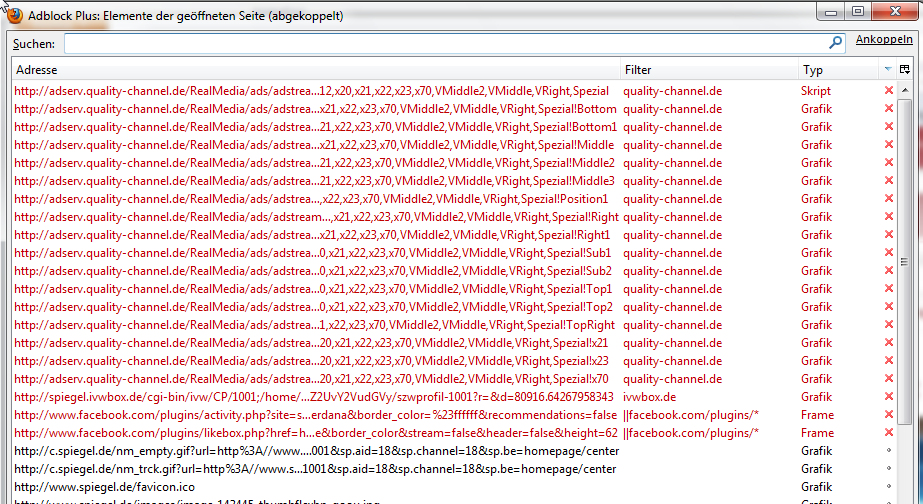 Adblock Plus: Elemente der geöffneten Seite (abgekoppelt)
Suchen: Ankoppeln
Adresse Filter Typ
http://adserv.quality-channel.de/RealMedia/ads/adstrea...12,x20,x21,x22,x23,x70,VMiddle2,VMiddle,VRight,Spezial quality-channel.de Skript
http://adserv.quality-channel.de/RealMedia/ads/adstrea...x21,x22,x23,x70,VMiddle2,VMiddle,VRight,Spezial!Bottom quality-channel.de Grafik
http://adserv.quality-channel.de/RealMedia/ads/adstrea...21,x22,x23,x70,VMiddle2,VMiddle,VRight,Spezial!Bottom1 quality-channel.de Grafik
http://adserv.quality-channel.de/RealMedia/ads/adstrea...x21,x22,x23,x70,VMiddle2,VMiddle,VRight,Spezial!Middle quality-channel.de Grafik
http://adserv.quality-channel.de/RealMedia/ads/adstrea...21,x22,x23,x70,VMiddle2,VMiddle,VRight,Spezial!Middle2 quality-channel.de Grafik
http://adserv.quality-channel.de/RealMedia/ads/adstrea...21,x22,x23,x70,VMiddle2,VMiddle,VRight,Spezial!Middle3 quality-channel.de Grafik
http://adserv.quality-channel.de/RealMedia/ads/adstrea...,x22,x23,x70,VMiddle2,VMiddle,VRight,Spezial!Position1 quality-channel.de Grafik
http://adserv.quality-channel.de/RealMedia/ads/adstream...,x21,x22,x23,x70,VMiddle2,VMiddle,VRight,Spezial!Right quality-channel.de Grafik
http://adserv.quality-channel.de/RealMedia/ads/adstrea...x21,x22,x23,x70,VMiddle2,VMiddle,VRight,Spezial!Right1 quality-channel.de Grafik
http://adserv.quality-channel.de/RealMedia/ads/adstrea...0,x21,x22,x23,x70,VMiddle2,VMiddle,VRight,Spezial!Sub1 quality-channel.de Grafik
http://adserv.quality-channel.de/RealMedia/ads/adstrea...0,x21,x22,x23,x70,VMiddle2,VMiddle,VRight,Spezial!Sub2 quality-channel.de Grafik
http://adserv.quality-channel.de/RealMedia/ads/adstrea...0,x21,x22,x23,x70,VMiddle2,VMiddle,VRight,Spezial!Top1 quality-channel.de Grafik
http://adserv.quality-channel.de/RealMedia/ads/adstrea...0,x21,x22,x23,x70,VMiddle2,VMiddle,VRight,Spezial!Top2 quality-channel.de Grafik
http://adserv.quality-channel.de/RealMedia/ads/adstrea...1,x22,x23,x70,VMiddle2,VMiddle,VRight,Spezial!TopRight quality-channel.de Grafik
http://adserv.quality-channel.de/RealMedia/ads/adstrea...20,x21,x22,x23,x70,VMiddle2,VMiddle,VRight,Spezial!x21 quality-channel.de Grafik
http://adserv.quality-channel.de/RealMedia/ads/adstrea...20,x21,x22,x23,x70,VMiddle2,VMiddle,VRight,Spezial!x23 quality-channel.de Grafik
http://adserv.quality-channel.de/RealMedia/ads/adstrea...20,x21,x22,x23,x70,VMiddle2,VMiddle,VRight,Spezial!x70 quality-channel.de Grafik
http://spiegel.ivwbox.de/cgi-bin/ivw/CP/1001;/home/...Z2UvY2VudGVy/szwprofil-1001?r=&d=80916.64267958343 ivwbox.de Grafik
http://www.facebook.com/plugins/activity.php?site=s...erdana&border_color=%23ffffff&recommendations=false ||facebook.com/plugins/* Frame
http://www.facebook.com/plugins/likebox.php?href=h...e&border_color&stream=false&header=false&height=62 ||facebook.com/plugins/* Frame
http://c.spiegel.de/nm_empty.gif?url=http%3A//www....001&sp.aid=18&sp.channel=18&sp.be=homepage/center Grafik
http://c.spiegel.de/nm_trck.gif?url=http%3A//www.s...1001&sp.aid=18&sp.channel=18&sp.be=homepage/center Grafik
http://www.spiegel.de/favicon.ico Grafik